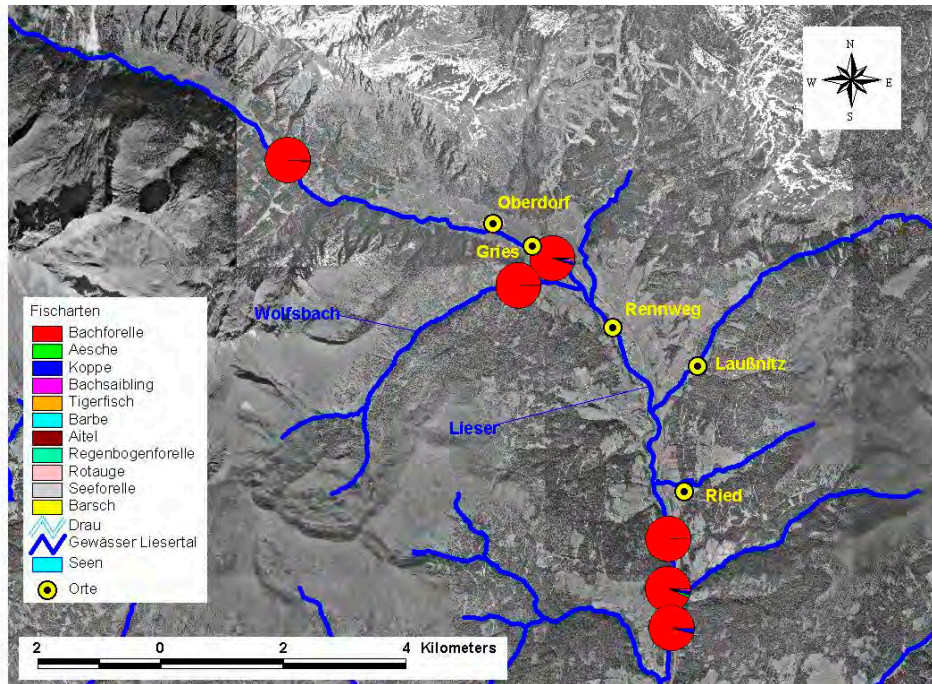 N
W
E
S
Oberdorf
Gries
Wolfsbach
Rennweg
Laußnitz
Lieser
Ried
Fischarten
Bachforelle
Aesche
Koppe
Bachsaibling
Tigerfisch
Barbe
Aitel
Regenbogenforelle
Rotauge
Seeforelle
Barsch
Drau
Gewässer Liesertal
Seen
Orte
2 0 2 4 Kilometers